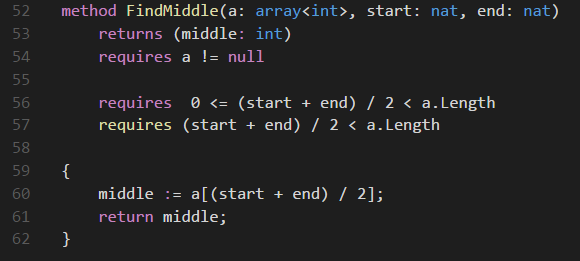 52 method FindMiddle(a: array<int>, start: nat, end: nat)
53 returns (middle: int)
54 requires a != null
55
56 requires  0 <= (start + end) / 2 < a.Length
57 requires (start + end) / 2 < a.Length
58
59 {
60 middle := a[(start + end) / 2];
61 return middle;
62 }